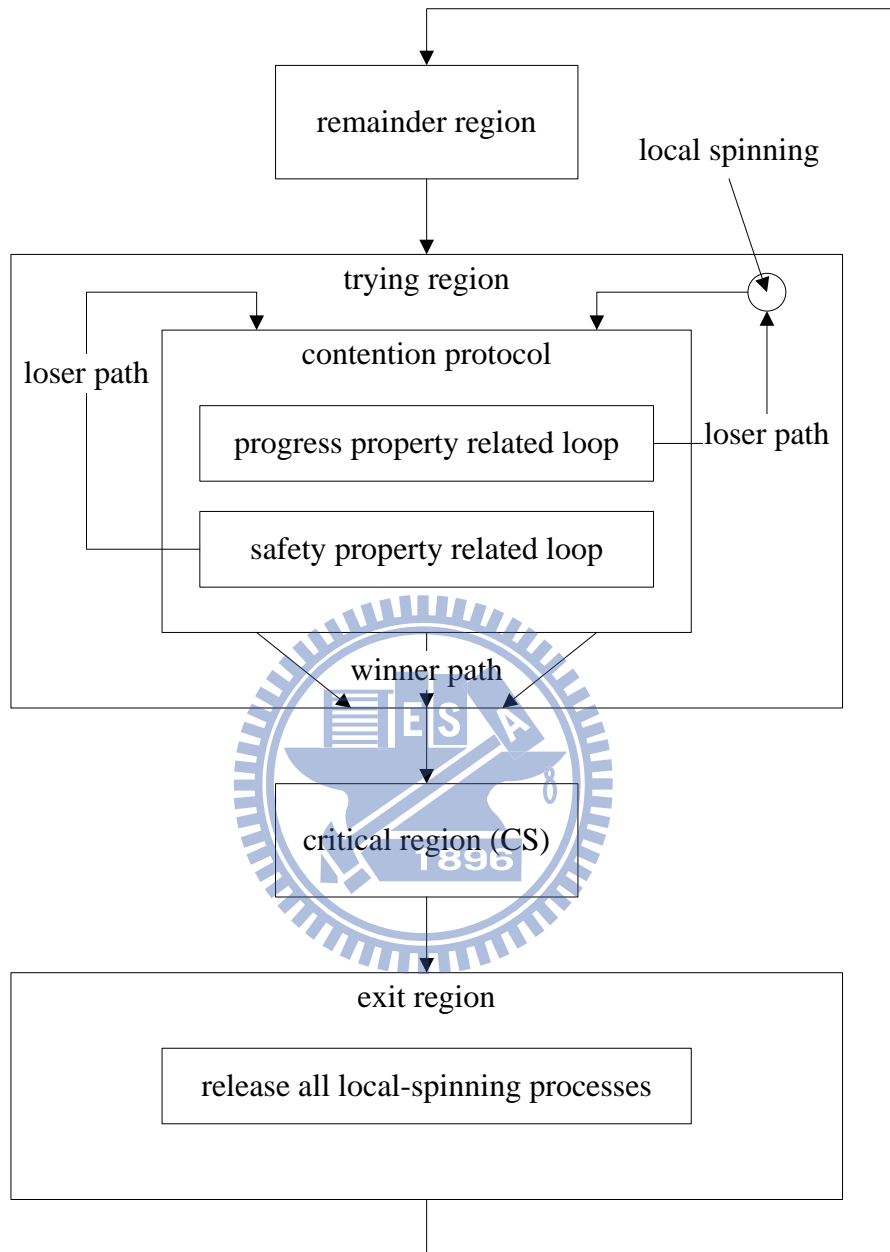 remainder region
local spinning
trying region
contention protocol
loser path
progress property related loop
loser path
safety property related loop
winner path
E S A
critical region (CS)
1896
exit region
release all local-spinning processes